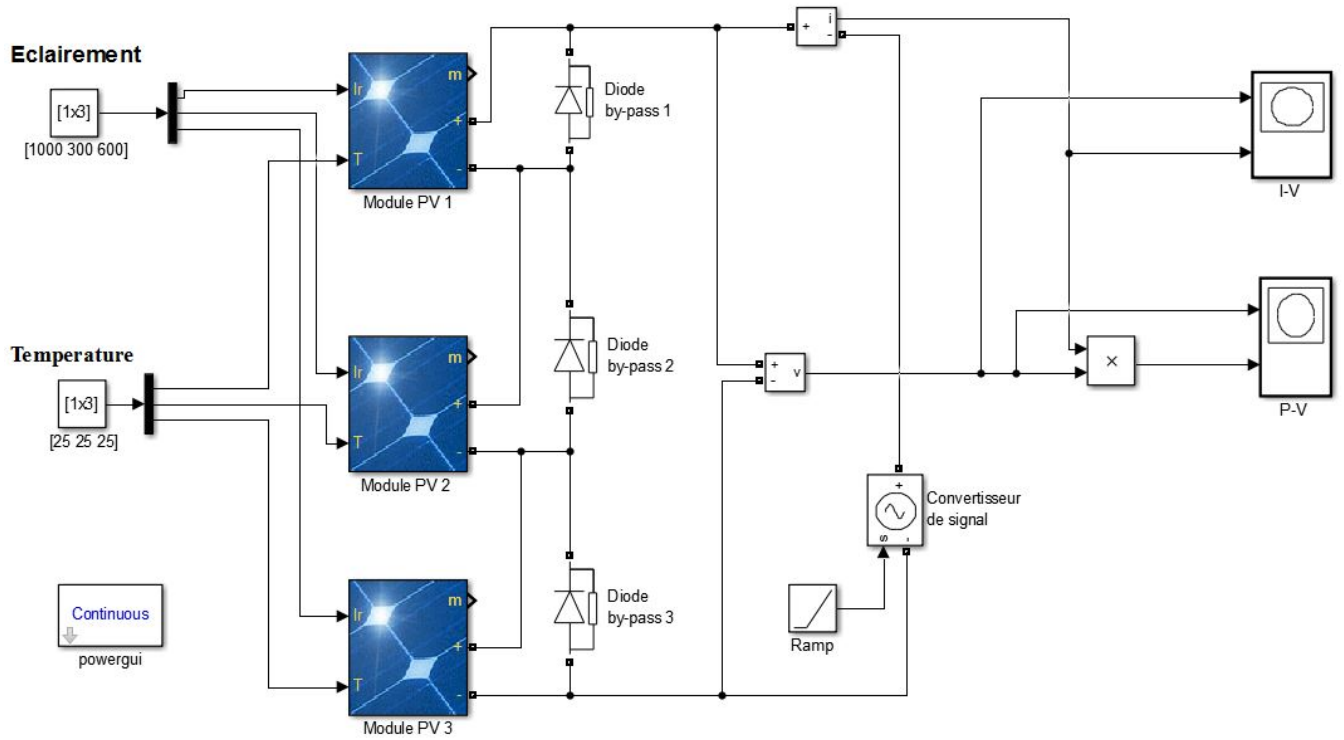 Eclairement
[1x3]
[1000 300 600]
Ir
T
m
+
-
Module PV 1
Diode
by-pass 1
+
i
-
I-V
Temperature
[1x3]
[25 25 25]
Ir
T
m
+
-
Module PV 2
Diode
by-pass 2
+
-
v
×
P-V
Continuous
powergui
Ir
T
m
+
-
Module PV 3
Diode
by-pass 3
+
s
-
Convertisseur
de signal
Ramp